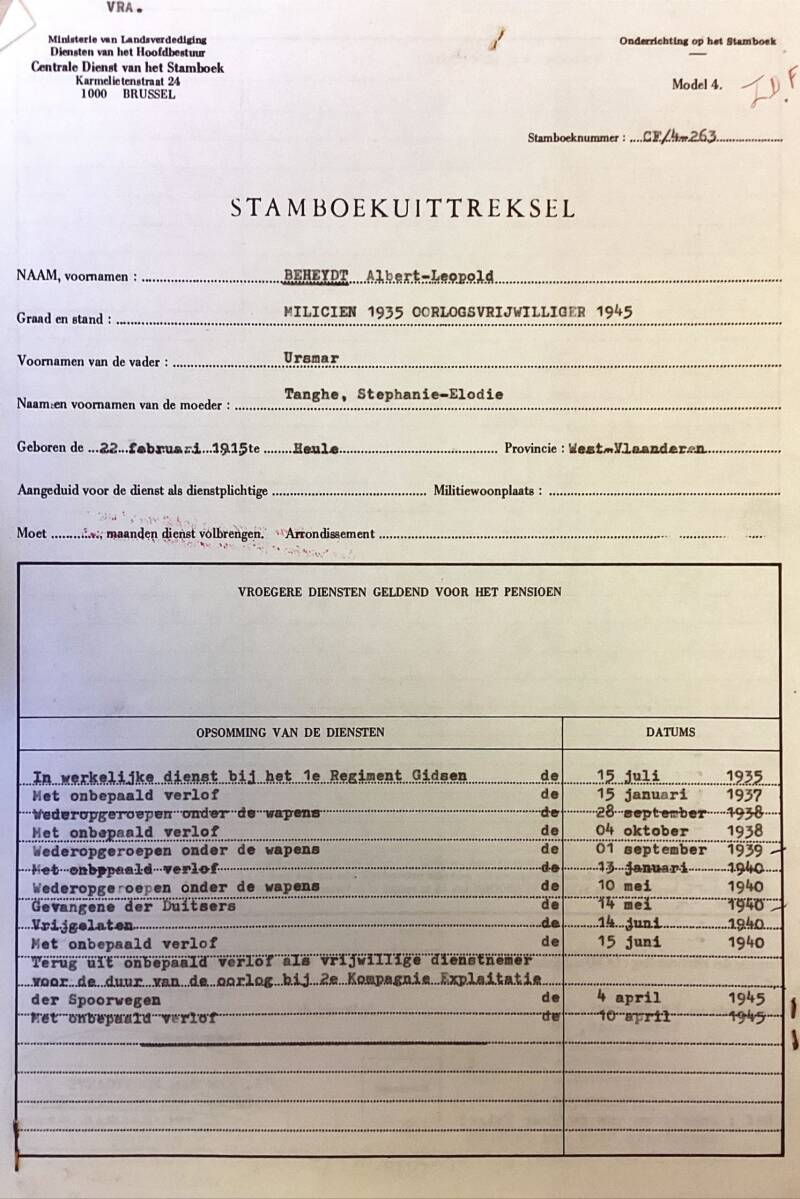 VRA.
Ministerie van Landsverdediging
Diensten van het Hoofdbestuur
Centrale Dienst van het Stamboek
Karmelietenstraat 24
1000 BRUSSEL
Onderrichting op het Stamboek
Model 4.
I.D.F
Stamboeknummer : CF/4-263
STAMBOEKUITTREKSEL
NAAM, voornamen : BEHEYDT Albert-Leopold
Graad en stand : MILICIEN 1935 OORLOGSVRIJWILLIGER 1945
Voornamen van de vader : Ursmar
Naam en voornamen van de moeder : Tanghe, Stephanie-Elodie
Geboren de 22 februari 1915 te Heule Provincie : West-Vlaanderen
Aangeduid voor de dienst als dienstplichtige Militiewoonplaats :
Moet maanden dienst volbrengen. Arrondissement
VROEGERE DIENSTEN GELDEND VOOR HET PENSIOEN
OPSOMMING VAN DE DIENSTEN DATUMS
In werkelijke dienst bij het 1e Regiment Gidsen de 15 juli 1935
Met onbepaald verlof de 15 januari 1937
Wederopgeroepen onder de wapens de 28 september 1938
Met onbepaald verlof de 04 oktober 1938
Wederopgeroepen onder de wapens de 01 september 1939
Met onbppaald verlof de 13 januari 1940
Wederopgeroepen onder de wapens de 10 mei 1940
Gevangene der Duitsers de 14 mei 1940
Vrijgelaten de 14 juni 1940
Met onbepaald verlof de 15 juni 1940
Terug uit onbepaald verlof als vrijwillige dienstnemer
voor de duur van de oorlog bij 2e Kompagnie Explaitatie
der Spoorwegen de 4 april 1945
Met onbepaald verlof de 10 april 1945